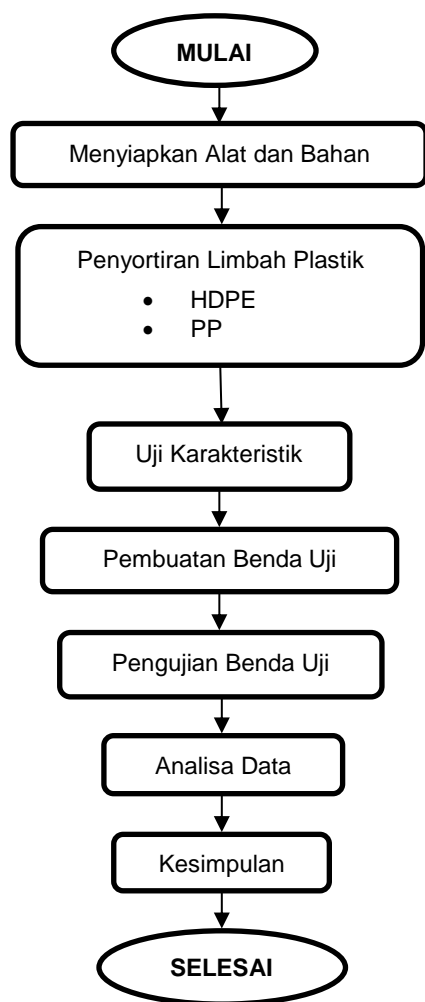 MULAI
Menyiapkan Alat dan Bahan
Penyortiran Limbah Plastik
• HDPE
• PP
Uji Karakteristik
Pembuatan Benda Uji
Pengujian Benda Uji
Analisa Data
Kesimpulan
SELESAI